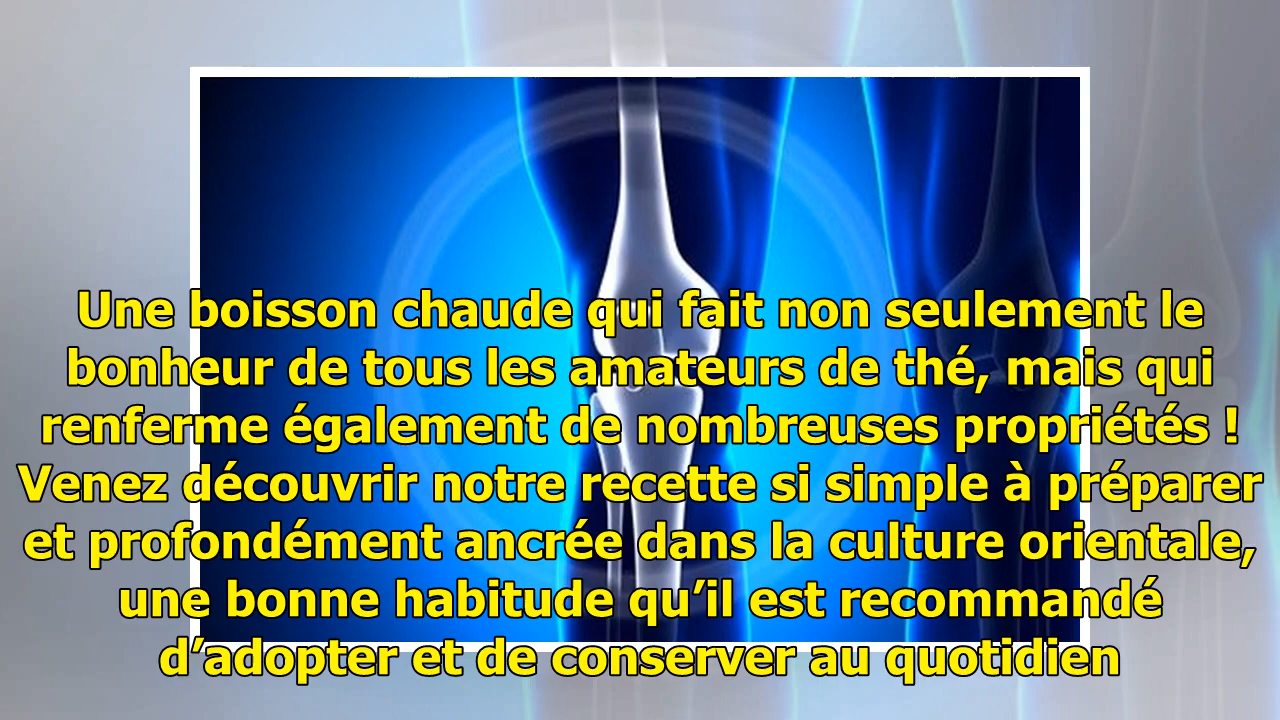 Une boisson chaude qui fait non seulement le
bonheur de tous les amateurs de thé, mais qui
renferme également de nombreuses propriétés !
Venez découvrir notre recette si simple à préparer
et profondément ancrée dans la culture orientale,
une bonne habitude qu’il est recommandé
d’adopter et de conserver au quotidien